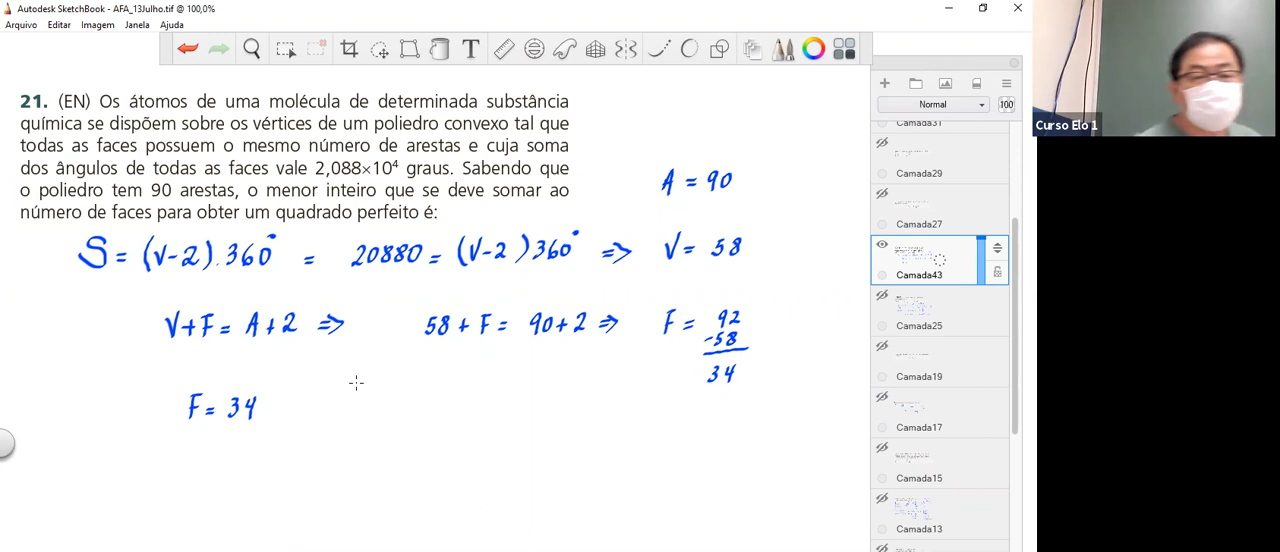 Autodesk SketchBook - AFA_13Julho.tif @ 100,0%
Arquivo Editar Imagem Janela Ajuda
21. (EN) Os átomos de uma molécula de determinada substância
química se dispõem sobre os vértices de um poliedro convexo tal que
todas as faces possuem o mesmo número de arestas e cuja soma
dos ângulos de todas as faces vale 2,088×10⁴ graus. Sabendo que
o poliedro tem 90 arestas, o menor inteiro que se deve somar ao
número de faces para obter um quadrado perfeito é:
A = 90
S = (V-2).360° = 20880 = (V-2)360° => V = 58
V+F = A+2 => 58 + F = 90+2 => F = 92
-58
34
F = 34
Normal 100
Camada31
Camada29
Camada27
Camada43
Camada25
Camada19
Camada17
Camada15
Camada13
Curso Elo 1